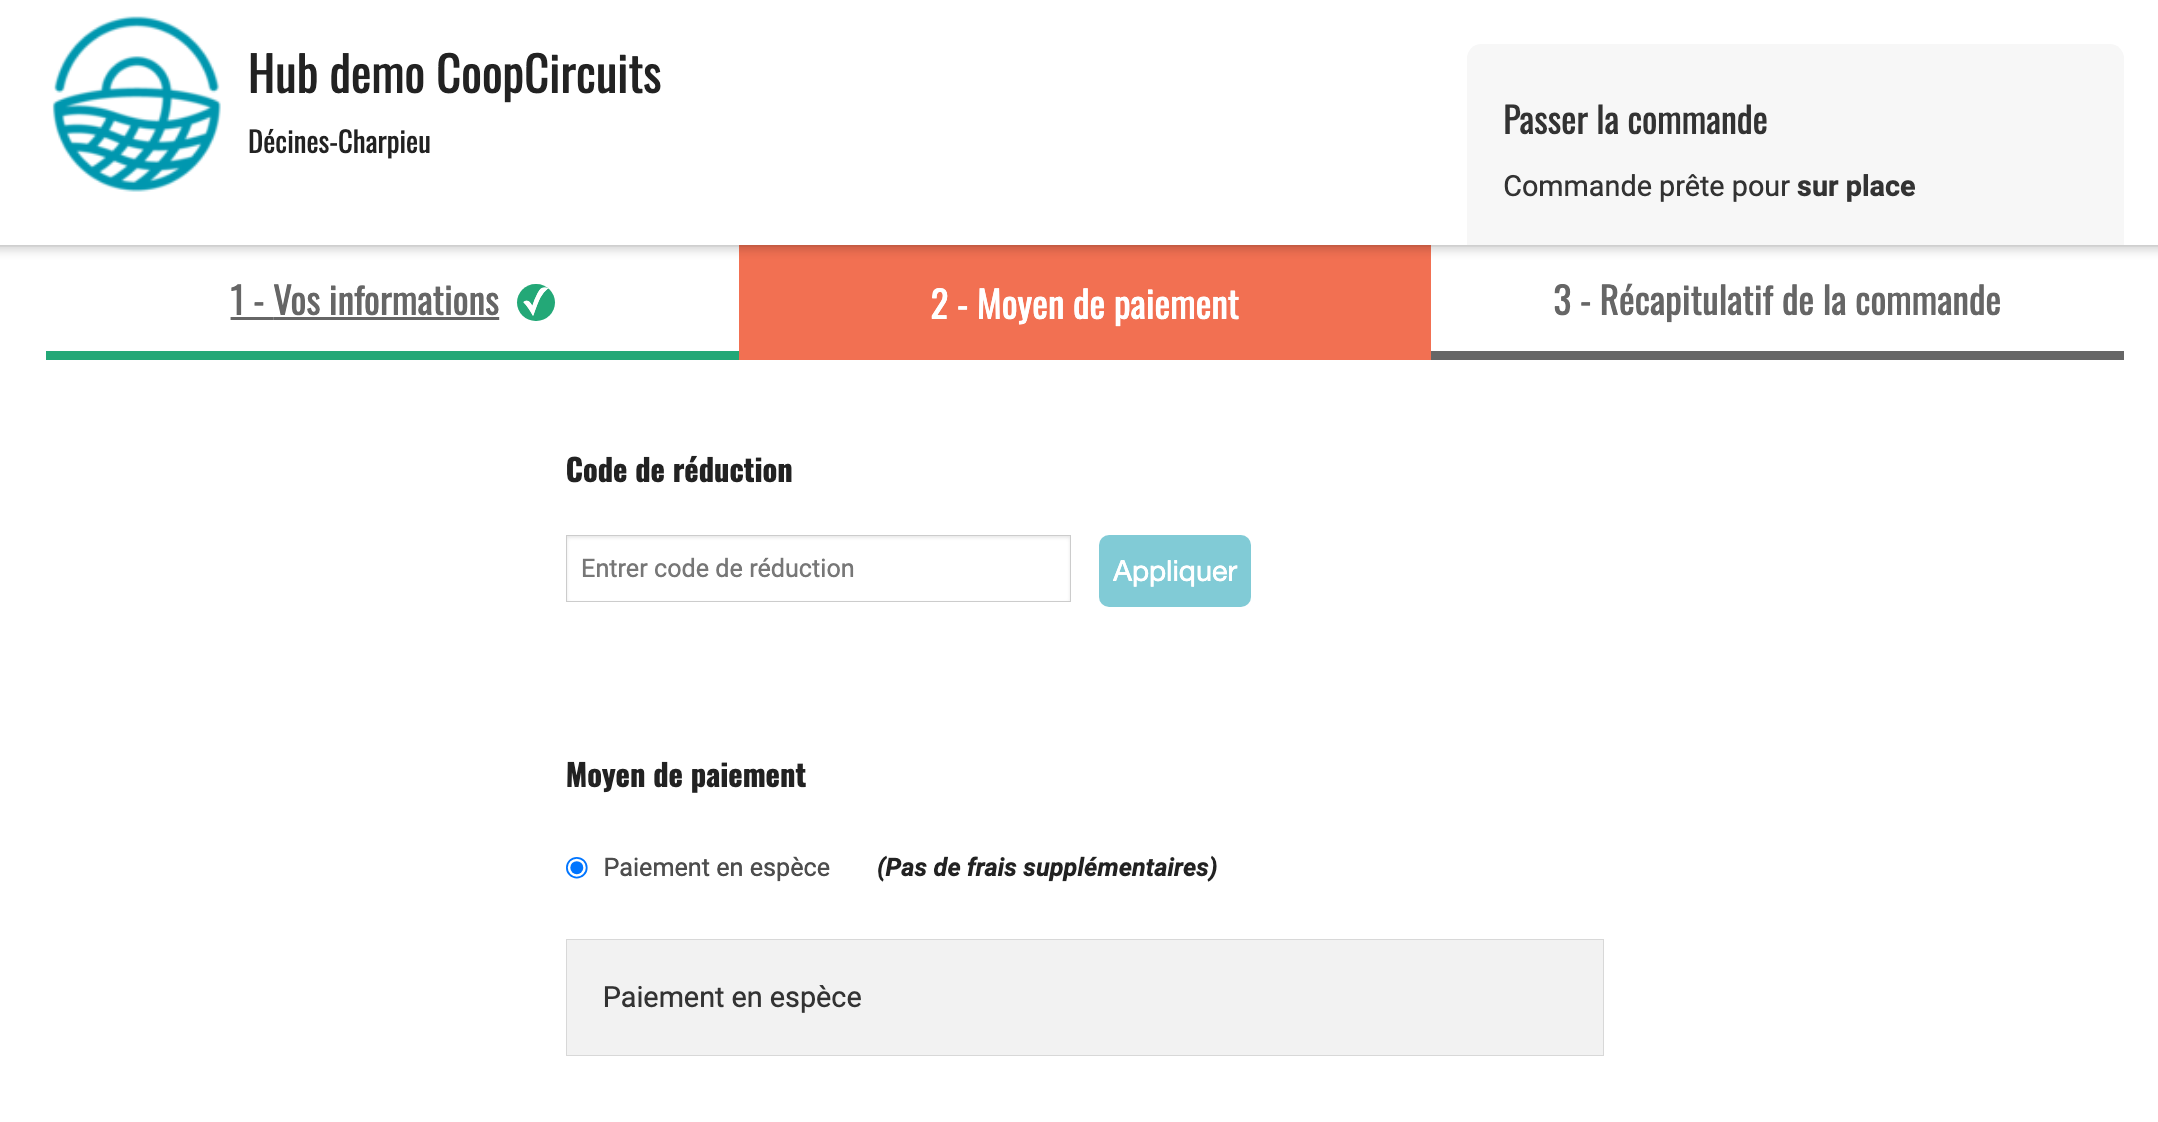 Hub demo CoopCircuits
Décines-Charpieu
Passer la commande
Commande prête pour sur place
1 - Vos informations
2 - Moyen de paiement
3 - Récapitulatif de la commande
Code de réduction
Entrer code de réduction
Appliquer
Moyen de paiement
Paiement en espèce (Pas de frais supplémentaires)
Paiement en espèce